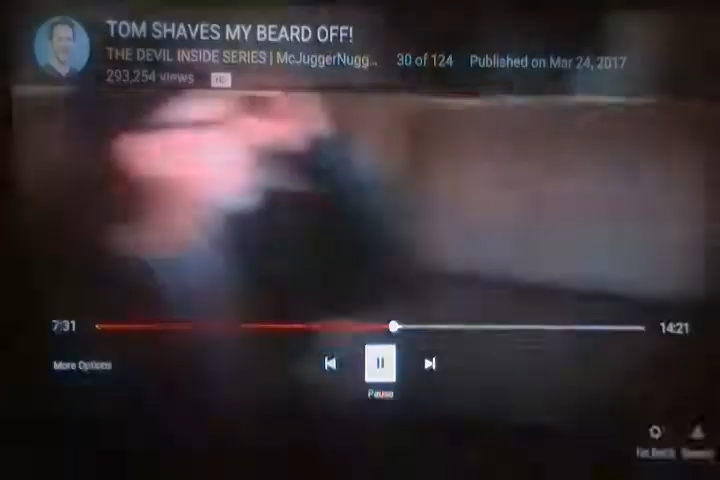 TOM SHAVES MY BEARD OFF!
THE DEVIL INSIDE SERIES | McJuggerNugg... 30 of 124 Published on Mar 24, 2017
293,254 views HD
7:31 14:21
More Options
Pause